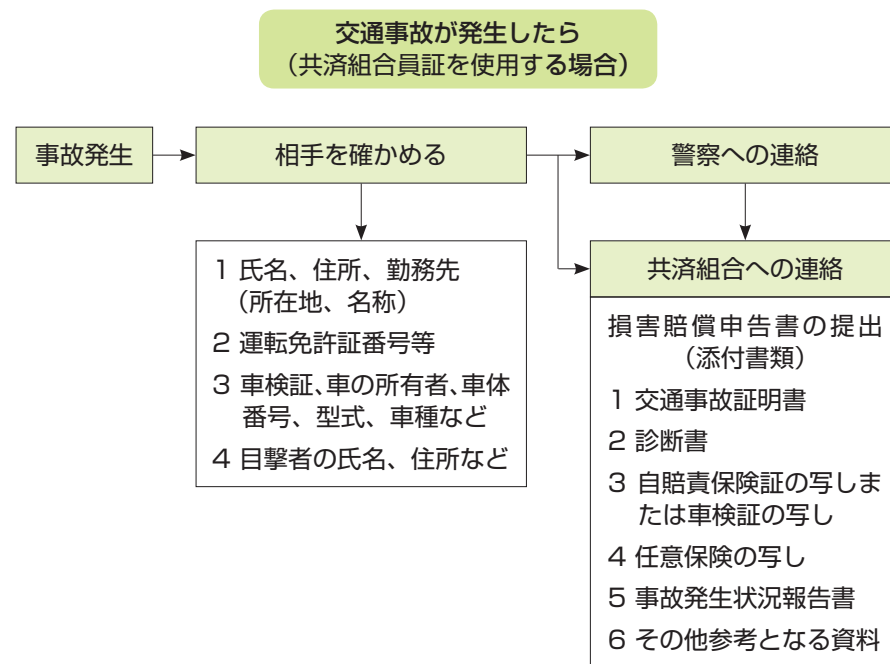 交通事故が発生したら
（共済組合員証を使用する場合）
事故発生
相手を確かめる
警察への連絡
1 氏名、住所、勤務先
（所在地、名称）
2 運転免許証番号等
3 車検証、車の所有者、車体
番号、型式、車種など
4 目撃者の氏名、住所など
共済組合への連絡
損害賠償申告書の提出
（添付書類）
1 交通事故証明書
2 診断書
3 自賠責保険証の写しま
たは車検証の写し
4 任意保険の写し
5 事故発生状況報告書
6 その他参考となる資料